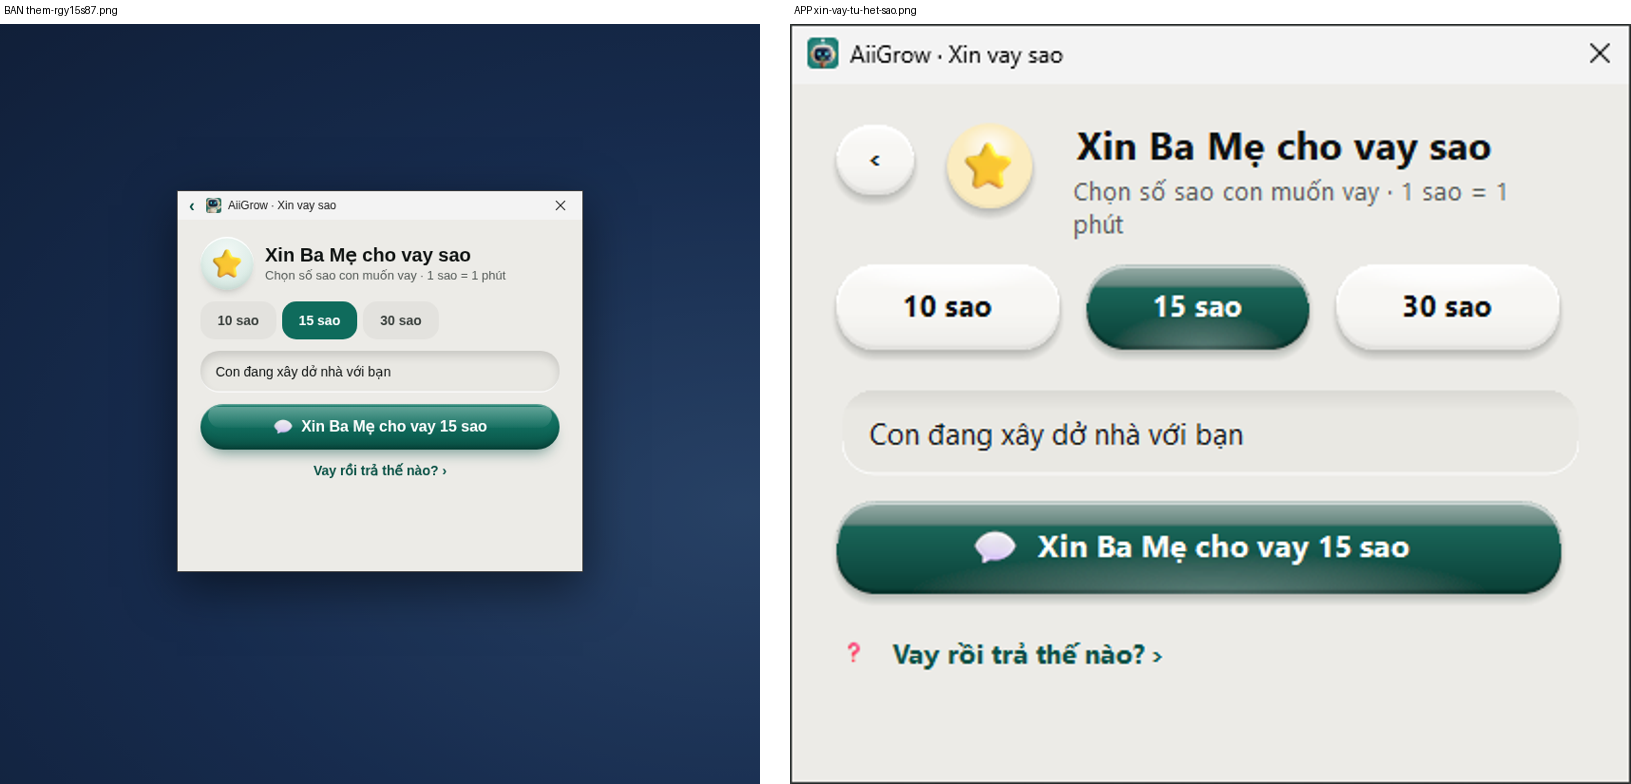 BAN them-rgy15s87.png
AiiGrow · Xin vay sao
Xin Ba Mẹ cho vay sao
Chọn số sao con muốn vay · 1 sao = 1 phút
10 sao
15 sao
30 sao
Con đang xây dở nhà với bạn
Xin Ba Mẹ cho vay 15 sao
Vay rồi trả thế nào? ›
APP xin-vay-tu-het-sao.png
AiiGrow · Xin vay sao
Xin Ba Mẹ cho vay sao
Chọn số sao con muốn vay · 1 sao = 1
phút
10 sao
15 sao
30 sao
Con đang xây dở nhà với bạn
Xin Ba Mẹ cho vay 15 sao
? Vay rồi trả thế nào? ›